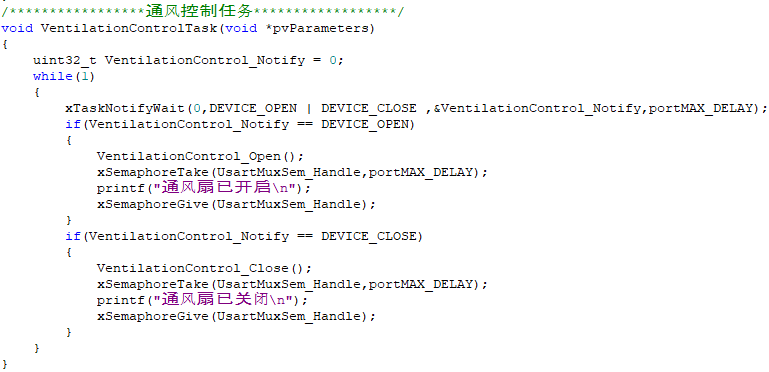 /*****************通风控制任务******************/
void VentilationControlTask(void *pvParameters)
{
    uint32_t VentilationControl_Notify = 0;
    while(1)
    {
        xTaskNotifyWait(0,DEVICE_OPEN | DEVICE_CLOSE ,&VentilationControl_Notify,portMAX_DELAY);
        if(VentilationControl_Notify == DEVICE_OPEN)
        {
            VentilationControl_Open();
            xSemaphoreTake(UsartMuxSem_Handle,portMAX_DELAY);
            printf("通风扇已开启\n");
            xSemaphoreGive(UsartMuxSem_Handle);
        }
        if(VentilationControl_Notify == DEVICE_CLOSE)
        {
            VentilationControl_Close();
            xSemaphoreTake(UsartMuxSem_Handle,portMAX_DELAY);
            printf("通风扇已关闭\n");
            xSemaphoreGive(UsartMuxSem_Handle);
        }
    }
}